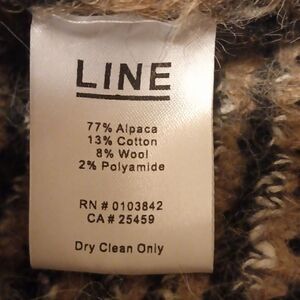 LINE
77% Alpaca
13% Cotton
8% Wool
2% Polyamide
RN # 0103842
CA # 25459
Dry Clean Only